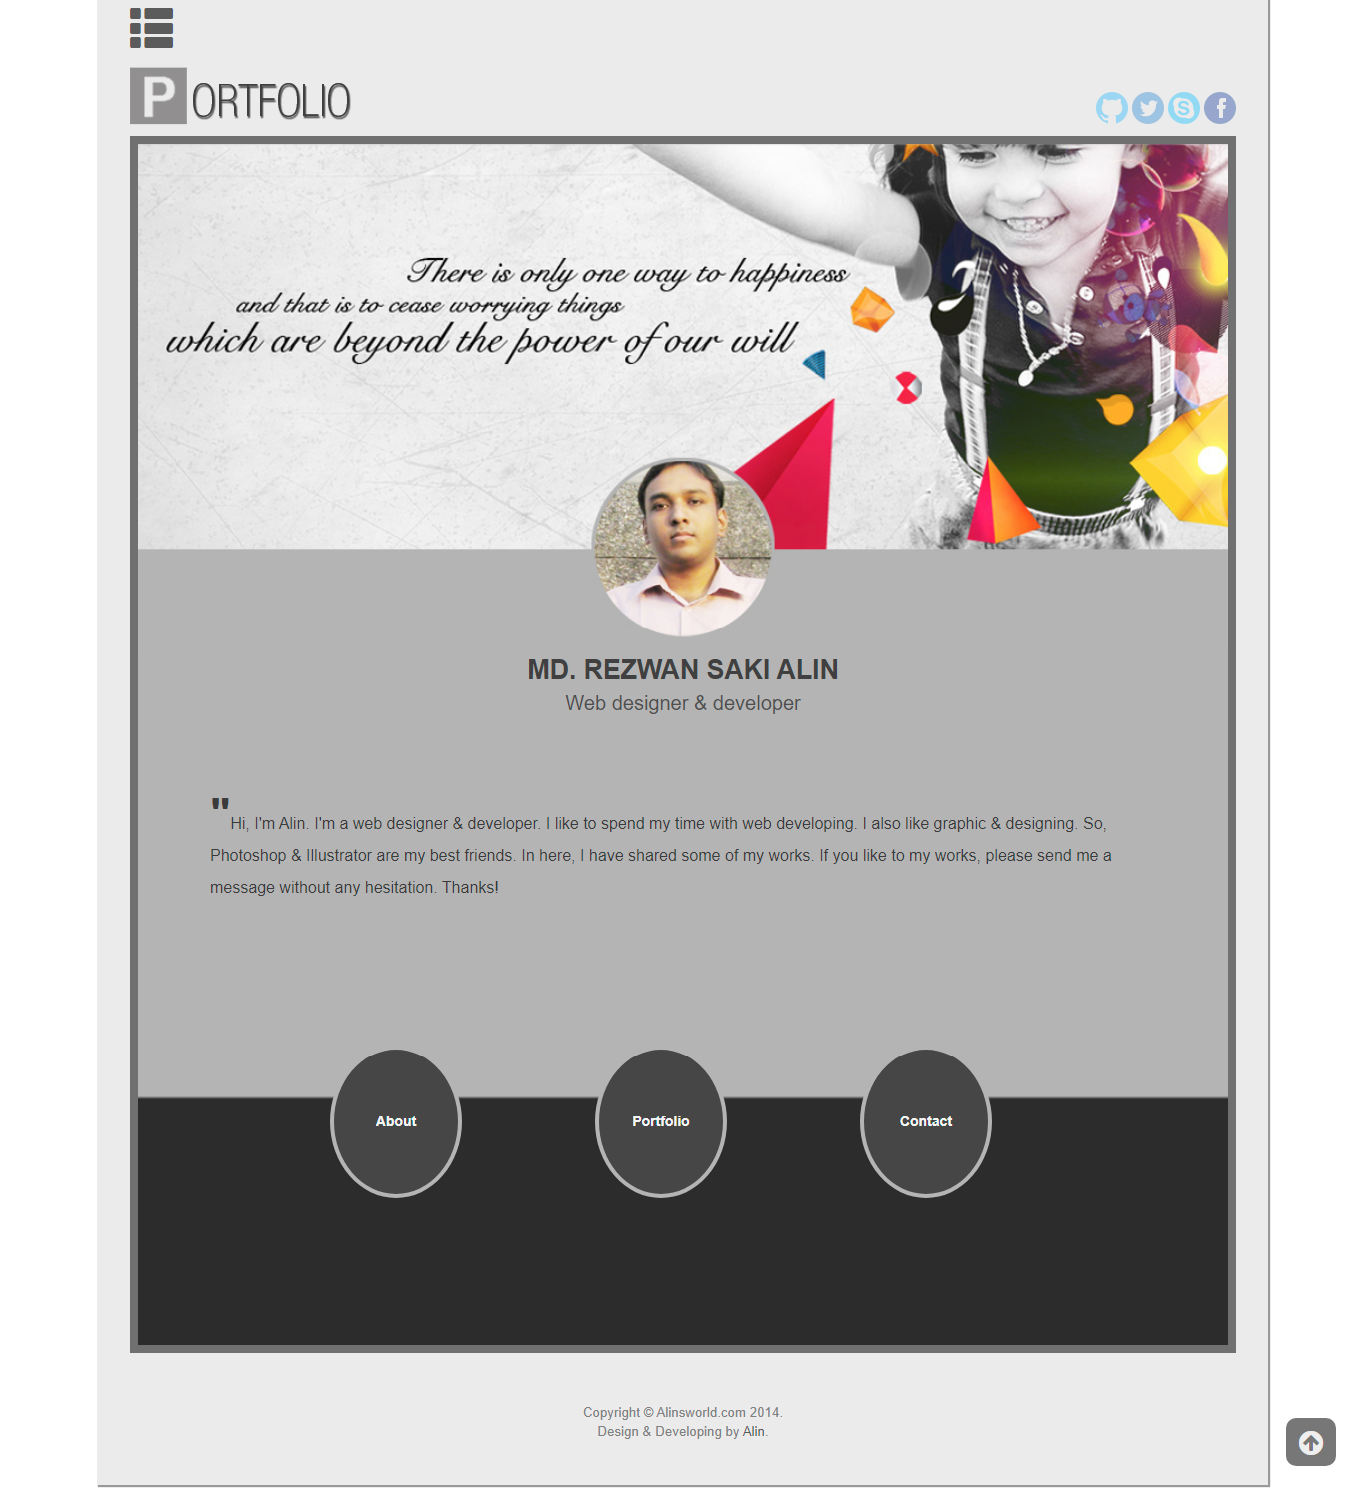 PORTFOLIO
There is only one way to happiness
and that is to cease worrying things
which are beyond the power of our will
MD. REZWAN SAKI ALIN
Web designer & developer
"Hi, I'm Alin. I'm a web designer & developer. I like to spend my time with web developing. I also like graphic & designing. So,
Photoshop & Illustrator are my best friends. In here, I have shared some of my works. If you like to my works, please send me a
message without any hesitation. Thanks!
About Portfolio Contact
Copyright © Alinsworld.com 2014.
Design & Developing by Alin.